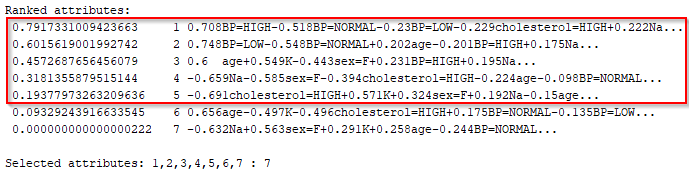 Ranked attributes:
0.7917331009423663 1 0.708BP=HIGH-0.518BP=NORMAL-0.23BP=LOW-0.229cholesterol=HIGH+0.222Na...
0.6015619001992742 2 0.748BP=LOW-0.548BP=NORMAL+0.202age-0.201BP=HIGH+0.175Na...
0.4572687656456079 3 0.6 age+0.549K-0.443sex=F+0.231BP=HIGH+0.195Na...
0.3181355879515144 4 -0.659Na-0.585sex=F-0.394cholesterol=HIGH-0.224age-0.098BP=NORMAL...
0.19377973263209636 5 -0.691cholesterol=HIGH+0.571K+0.324sex=F+0.192Na-0.15age...
0.09329243916633545 6 0.656age-0.497K-0.496cholesterol=HIGH+0.175BP=NORMAL-0.135BP=LOW...
0.000000000000000222 7 -0.632Na+0.563sex=F+0.291K+0.258age-0.244BP=NORMAL...
Selected attributes: 1,2,3,4,5,6,7 : 7